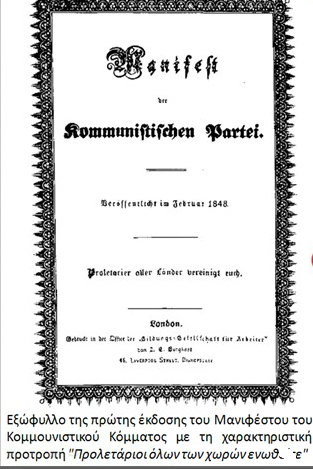 Manifest
der
Kommunistischen Partei.
Veröffentlicht im Februar 1848.
Proletarier aller Länder vereinigt euch.
London.
Gedruckt in der Office der „Bildungs-Gesellschaft für Arbeiter"
von J. E. Burghard
46, LIVERPOOL STREET, BISHOPSGATE
Εξώφυλλο της πρώτης έκδοσης του Μανιφέστου του
Κομμουνιστικού Κόμματος με τη χαρακτηριστική
προτροπή "Προλετάριοι όλων των χωρών